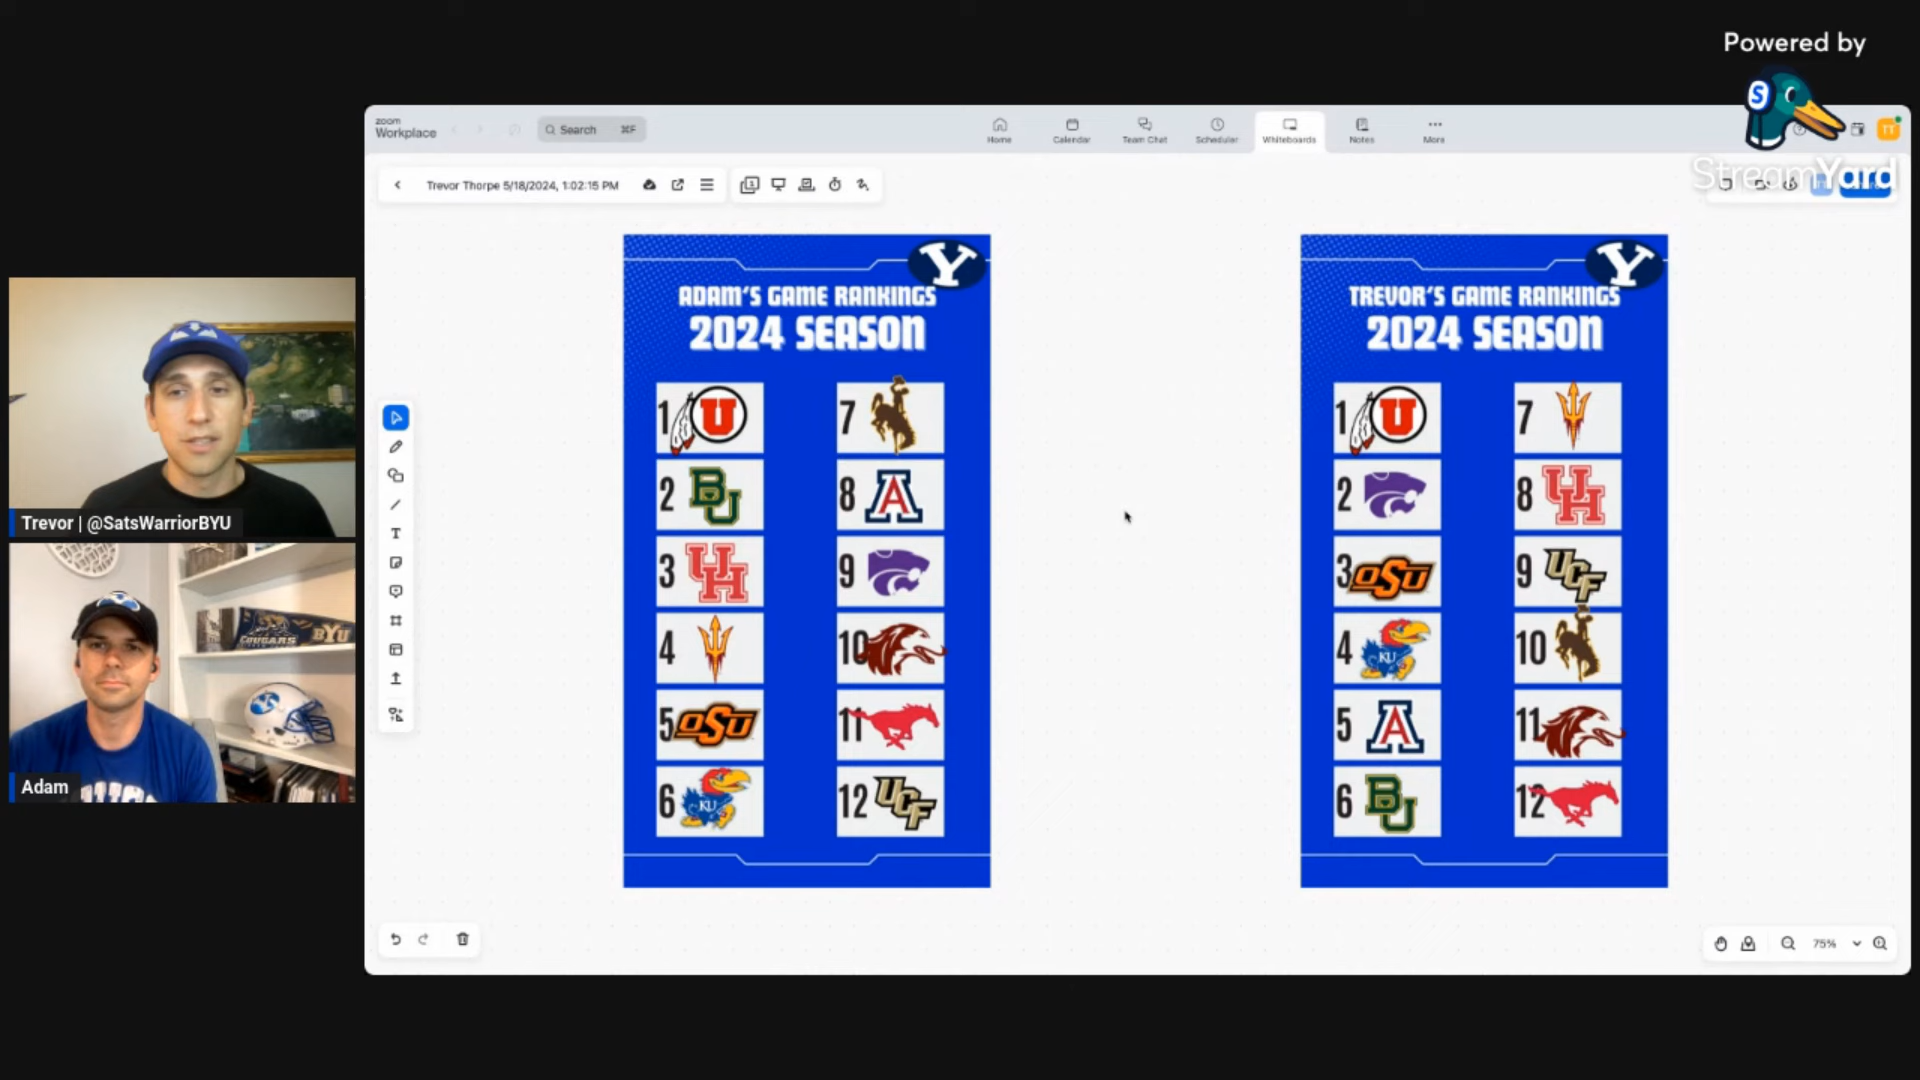 Powered by
StreamYard
zoom
Workplace
Search ⌘F
Home
Calendar
Team Chat
Scheduler
Whiteboards
Notes
More
TT
Trevor Thorpe 5/18/2024, 1:02:15 PM
ADAM'S GAME RANKINGS
2024 SEASON
1 U
2 BU
3 UH
4
5 OSU
6 KU
7
8 A
9
10
11
12 UCF
TREVOR'S GAME RANKINGS
2024 SEASON
1 U
2
3 OSU
4 KU
5 A
6 BU
7
8 UH
9 UCF
10
11
12
Y
Y
Trevor | @SatsWarriorBYU
COUGARS
BYU
Adam
75%